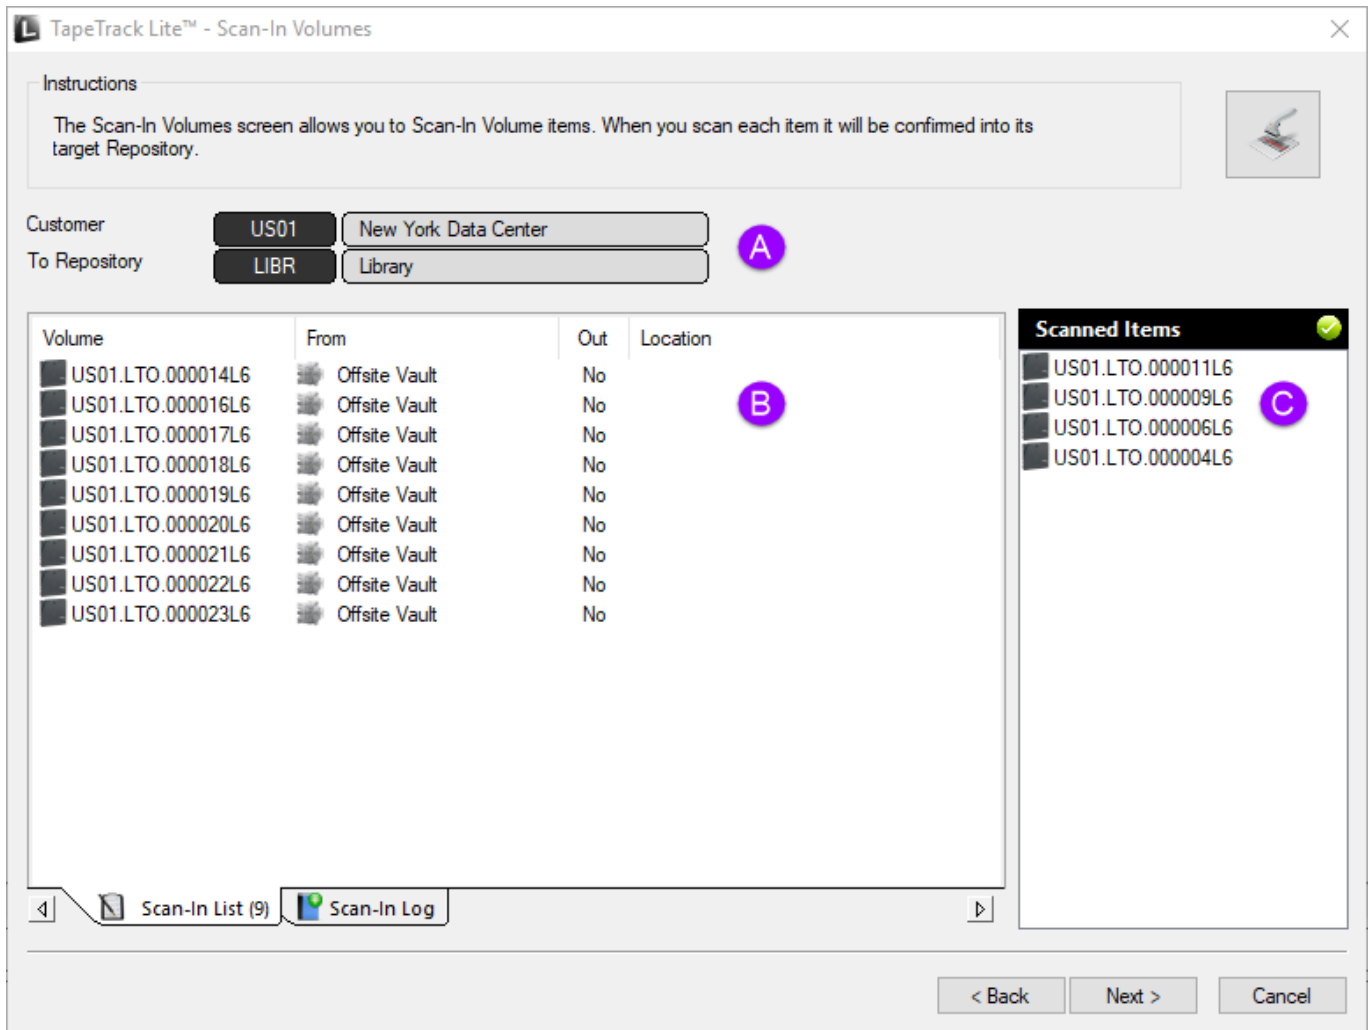 TapeTrack Lite™ - Scan-In Volumes
Instructions
The Scan-In Volumes screen allows you to Scan-In Volume items. When you scan each item it will be confirmed into its
target Repository.
Customer US01 New York Data Center
To Repository LIBR Library
A
Volume From Out Location
US01.LTO.000014L6 Offsite Vault No
US01.LTO.000016L6 Offsite Vault No
US01.LTO.000017L6 Offsite Vault No
US01.LTO.000018L6 Offsite Vault No
US01.LTO.000019L6 Offsite Vault No
US01.LTO.000020L6 Offsite Vault No
US01.LTO.000021L6 Offsite Vault No
US01.LTO.000022L6 Offsite Vault No
US01.LTO.000023L6 Offsite Vault No
B
Scanned Items
US01.LTO.000011L6
US01.LTO.000009L6
US01.LTO.000006L6
US01.LTO.000004L6
C
Scan-In List (9) Scan-In Log
< Back Next > Cancel